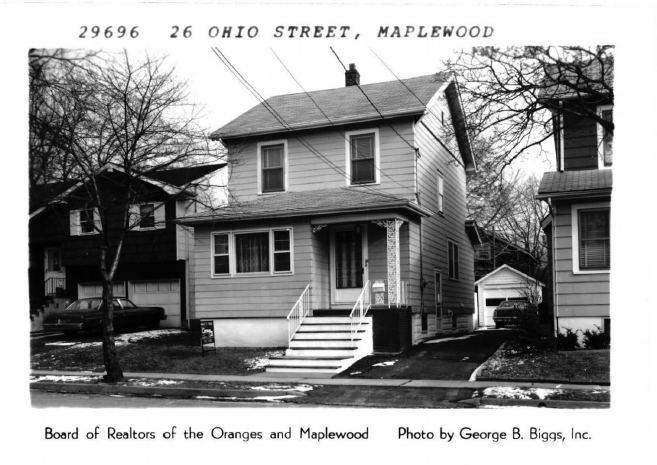 29696 26 OHIO STREET, MAPLEWOOD
Board of Realtors of the Oranges and Maplewood Photo by George B. Biggs, Inc.